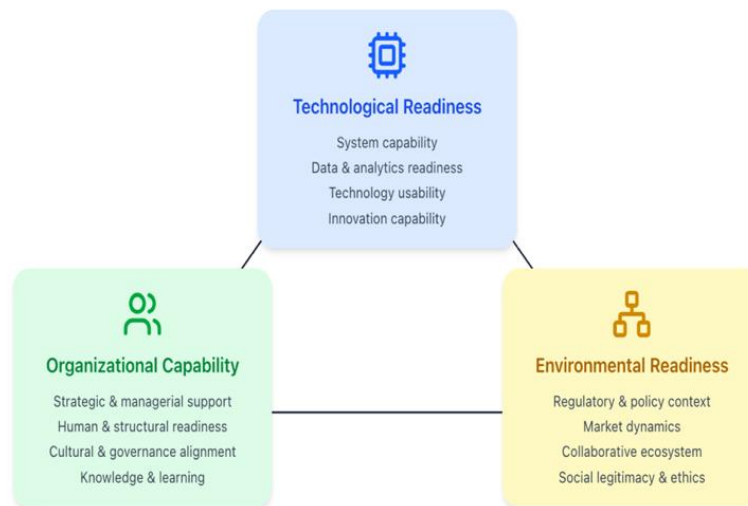 Technological Readiness
System capability
Data & analytics readiness
Technology usability
Innovation capability
Organizational Capability
Strategic & managerial support
Human & structural readiness
Cultural & governance alignment
Knowledge & learning
Environmental Readiness
Regulatory & policy context
Market dynamics
Collaborative ecosystem
Social legitimacy & ethics